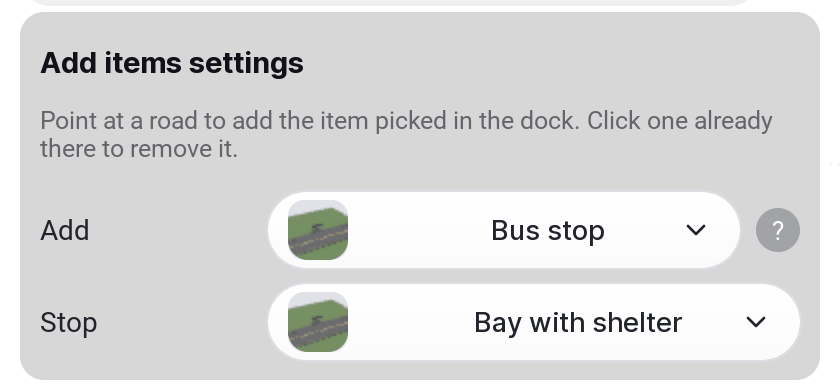 Add items settings
Point at a road to add the item picked in the dock. Click one already
there to remove it.
Add
Bus stop
?
Stop
Bay with shelter